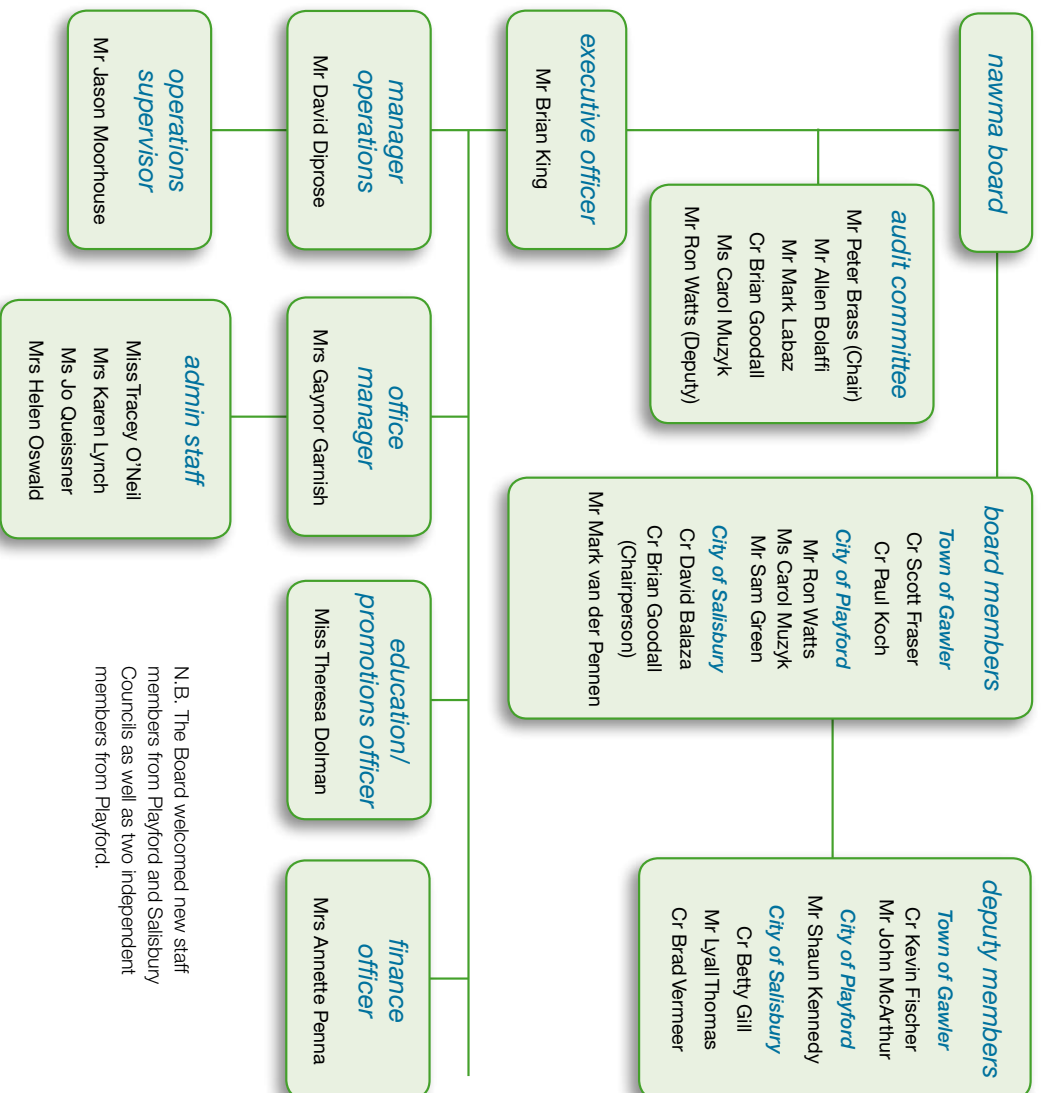 nawma board
audit committee
Mr Peter Brass (Chair)
Mr Allen Bolaffi
Mr Mark Labaz
Cr Brian Goodall
Ms Carol Muzyk
Mr Ron Watts (Deputy)
board members
Town of Gawler
Cr Scott Fraser
Cr Paul Koch
City of Playford
Mr Ron Watts
Ms Carol Muzyk
Mr Sam Green
City of Salisbury
Cr David Balaza
Cr Brian Goodall
(Chairperson)
Mr Mark van der Pennen
deputy members
Town of Gawler
Cr Kevin Fischer
Mr John McArthur
City of Playford
Mr Shaun Kennedy
City of Salisbury
Cr Betty Gill
Mr Lyall Thomas
Cr Brad Vermeer
executive officer
Mr Brian King
manager
operations
Mr David Diprose
office
manager
Mrs Gaynor Garnish
education/
promotions officer
Miss Theresa Dolman
finance
officer
Mrs Annette Penna
operations
supervisor
Mr Jason Moorhouse
admin staff
Miss Tracey O'Neil
Mrs Karen Lynch
Ms Jo Queissner
Mrs Helen Oswald
N.B. The Board welcomed new staff
members from Playford and Salisbury
Councils as well as two independent
members from Playford.